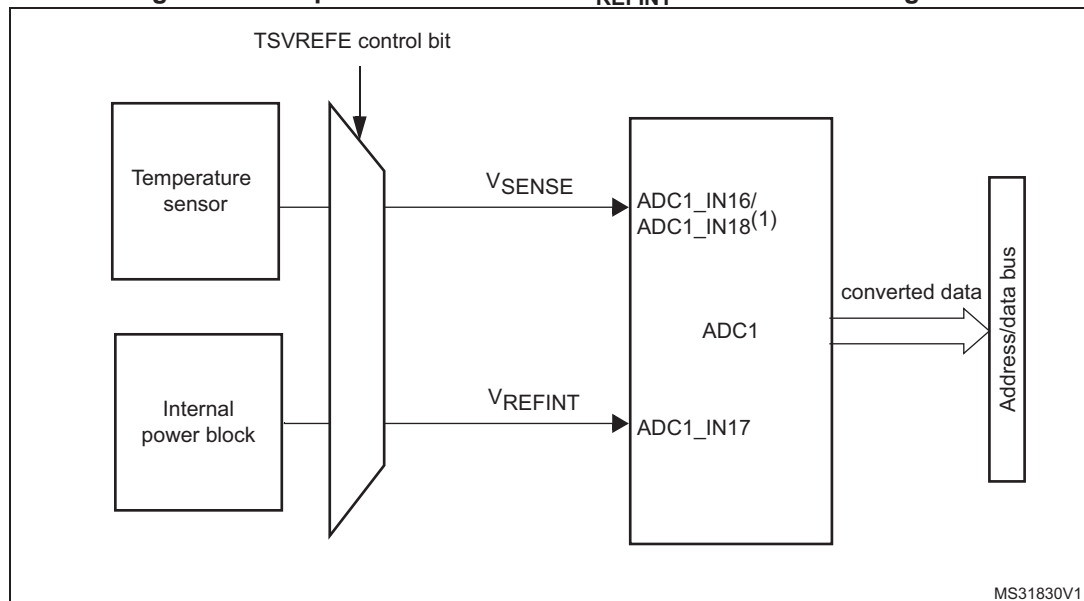 REFINT
TSVREFE control bit
Temperature
sensor
VSENSE
ADC1_IN16/
ADC1_IN18(1)
converted data
Address/data bus
ADC1
Internal
power block
VREFINT
ADC1_IN17
MS31830V1